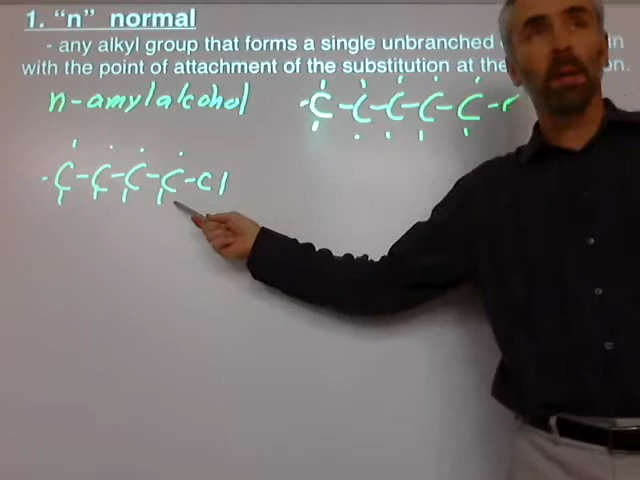 1. "n" normal
- any alkyl group that forms a single unbranched
with the point of attachment of the substitution at the on.
n-amylalcohol
-C-C-C-C-C-
-C-C-C-C-Cl